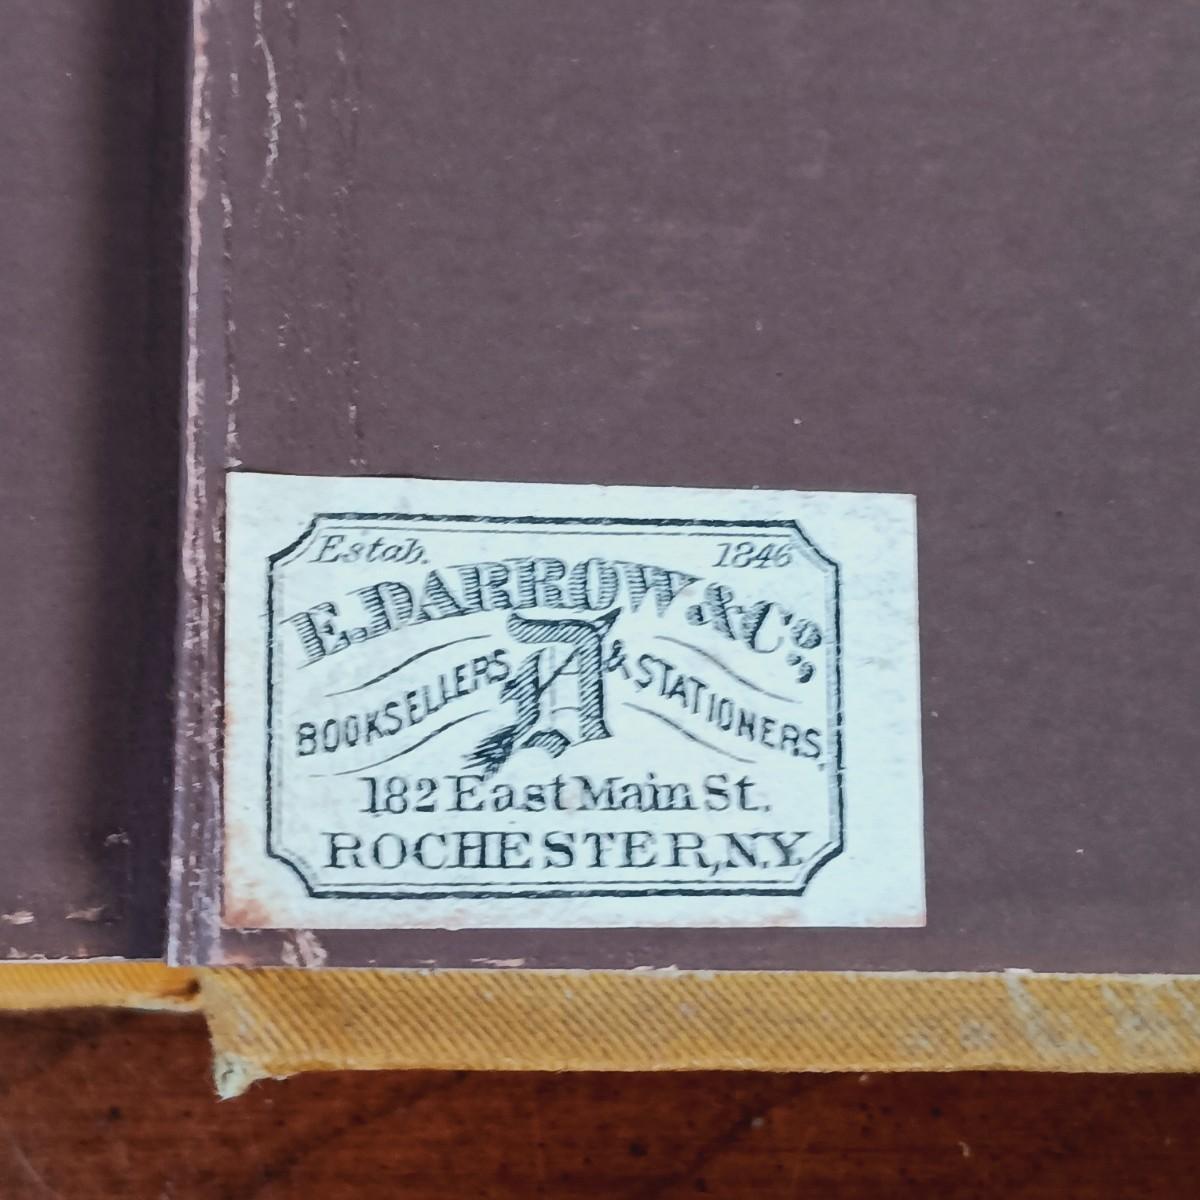 Estab. 1846
E. DARROW & Co.,
BOOKSELLERS & STATIONERS,
182 East Main St.
ROCHESTER, N.Y.